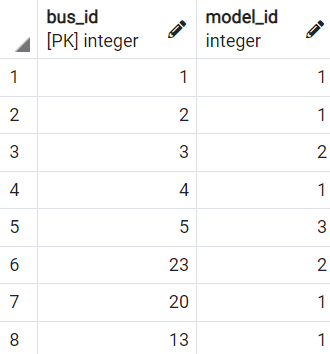 bus_id model_id
[PK] integer integer
1 1 1
2 2 1
3 3 2
4 4 1
5 5 3
6 23 2
7 20 1
8 13 1